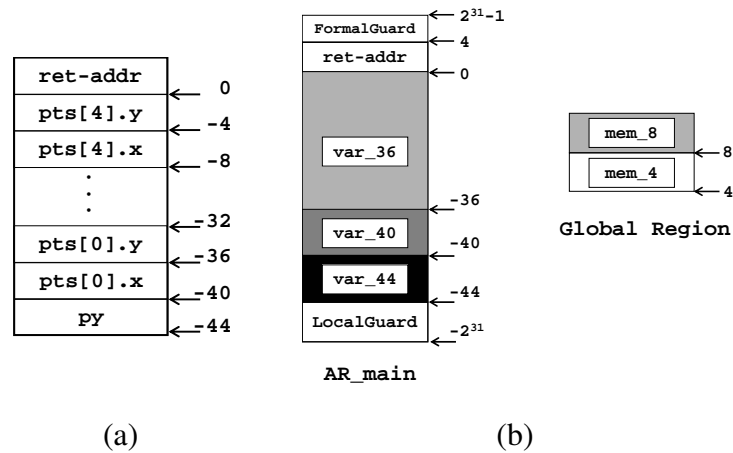 ret-addr
0
pts[4].y
-4
pts[4].x
-8
.
.
.
-32
pts[0].y
-36
pts[0].x
-40
py
-44
(a)
2³¹-1
FormalGuard
4
ret-addr
0
var_36
-36
var_40
-40
var_44
-44
LocalGuard
-2³¹
AR_main
mem_8
8
mem_4
4
Global Region
(b)